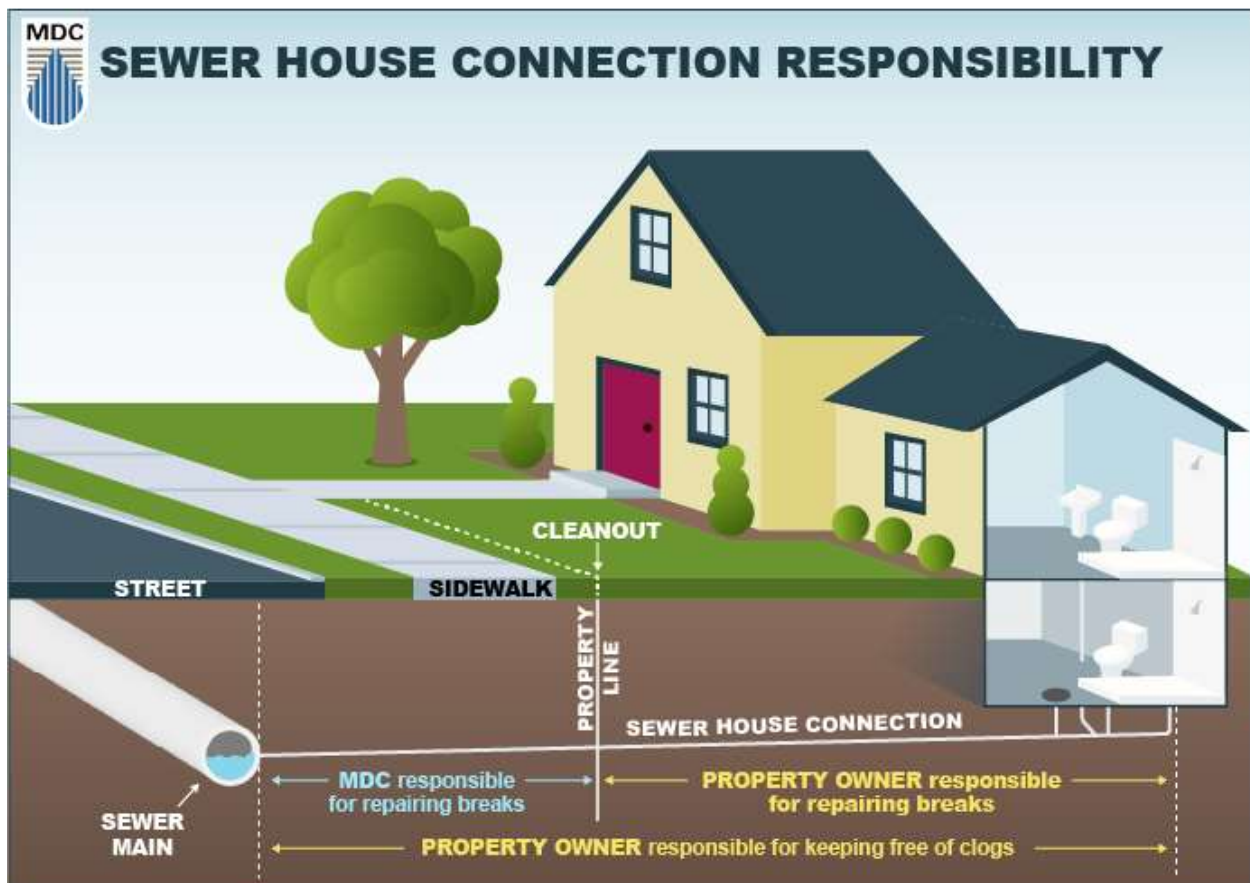 MDC
SEWER HOUSE CONNECTION RESPONSIBILITY
CLEANOUT
STREET
SIDEWALK
PROPERTY
LINE
SEWER HOUSE CONNECTION
MDC responsible
for repairing breaks
PROPERTY OWNER responsible
for repairing breaks
SEWER
MAIN
PROPERTY OWNER responsible for keeping free of clogs